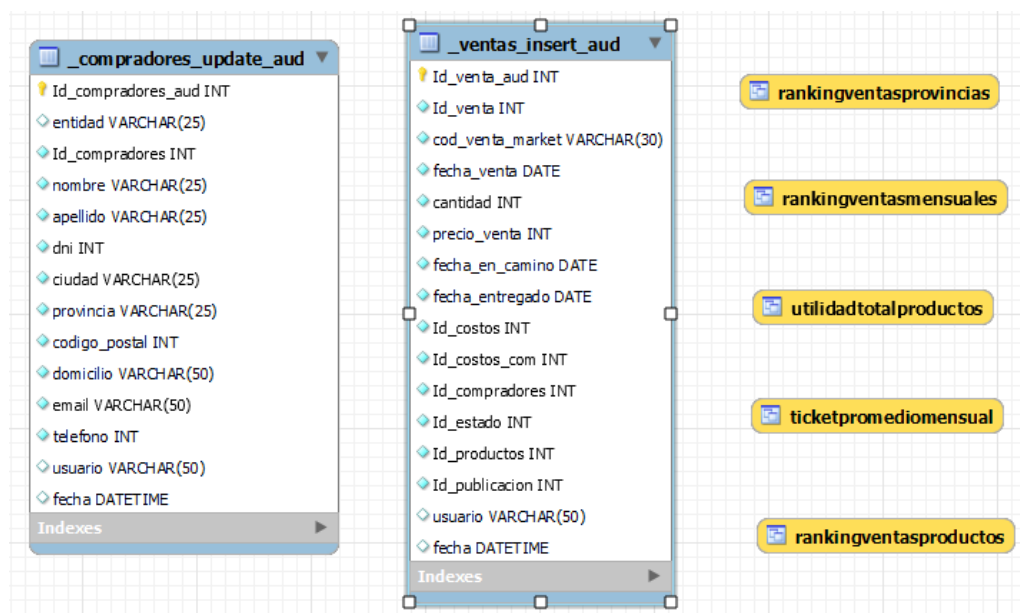 _compradores_update_aud
Id_compradores_aud INT
entidad VARCHAR(25)
Id_compradores INT
nombre VARCHAR(25)
apellido VARCHAR(25)
dni INT
ciudad VARCHAR(25)
provincia VARCHAR(25)
codigo_postal INT
domicilio VARCHAR(50)
email VARCHAR(50)
telefono INT
usuario VARCHAR(50)
fecha DATETIME
Indexes
_ventas_insert_aud
Id_venta_aud INT
Id_venta INT
cod_venta_market VARCHAR(30)
fecha_venta DATE
cantidad INT
precio_venta INT
fecha_en_camino DATE
fecha_entregado DATE
Id_costos INT
Id_costos_com INT
Id_compradores INT
Id_estado INT
Id_productos INT
Id_publicacion INT
usuario VARCHAR(50)
fecha DATETIME
Indexes
rankingventasprovincias
rankingventasmensuales
utilidadtotalproductos
ticketpromediomensual
rankingventasproductos